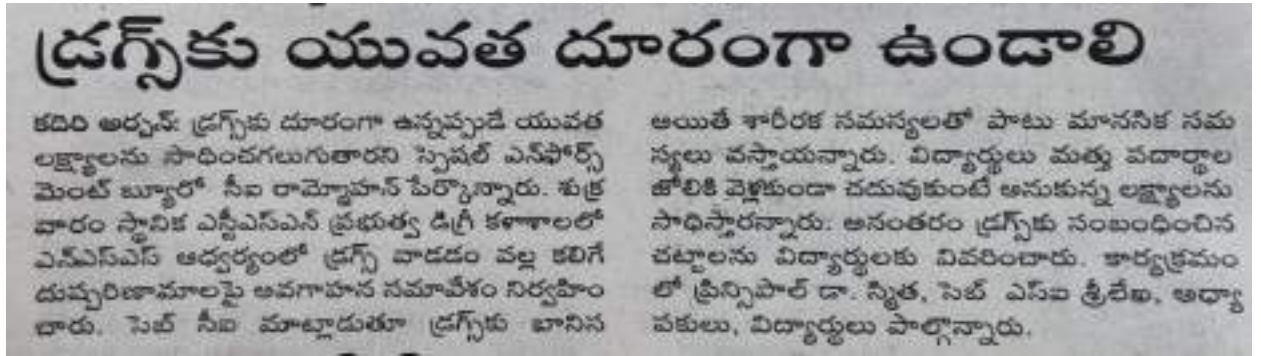 డ్రగ్స్‌కు యువత దూరంగా ఉండాలి
కదిరి అర్బన్: డ్రగ్స్‌కు దూరంగా ఉన్నప్పుడే యువత
లక్ష్యాలను సాధించగలుగుతారని స్పెషల్ ఎన్‌ఫోర్స్
మెంట్ బ్యూరో సీఐ రామ్మోహన్ పేర్కొన్నారు. శుక్ర
వారం స్థానిక ఎస్టీఎస్ఎన్ ప్రభుత్వ డిగ్రీ కళాశాలలో
ఎన్ఎస్ఎస్ ఆధ్వర్యంలో డ్రగ్స్ వాడడం వల్ల కలిగే
దుష్పరిణామాలపై అవగాహన సమావేశం నిర్వహిం
చారు. సెబ్ సీఐ మాట్లాడుతూ డ్రగ్స్‌కు బానిస
అయితే శారీరక సమస్యలతో పాటు మానసిక సమ
స్యలు వస్తాయన్నారు. విద్యార్థులు మత్తు పదార్థాల
జోలికి వెళ్లకుండా చదువుకుంటే అనుకున్న లక్ష్యాలను
సాధిస్తారన్నారు. అనంతరం డ్రగ్స్‌కు సంబంధించిన
చట్టాలను విద్యార్థులకు వివరించారు. కార్యక్రమం
లో ప్రిన్సిపాల్ డా. స్మిత, సెబ్ ఎస్ఐ శ్రీలేఖ, అధ్యా
పకులు, విద్యార్థులు పాల్గొన్నారు.